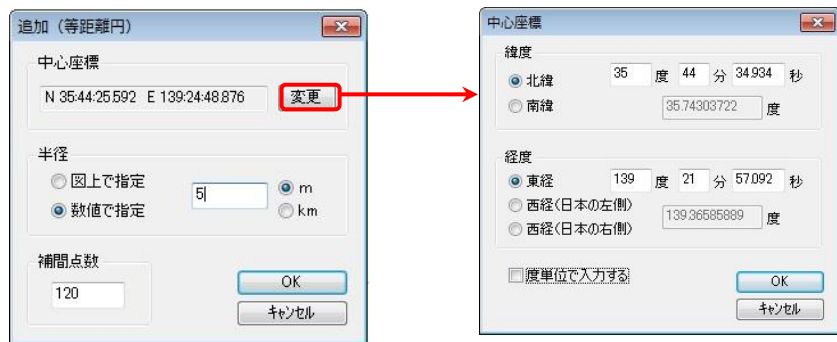 追加（等距離円）
中心座標
N 35:44:25.592 E 139:24:48.876 変更
半径
図上で指定
数値で指定
5
m
km
補間点数
120
OK
キャンセル
中心座標
緯度
北緯 35 度 44 分 34.934 秒
南緯 35.74303722 度
経度
東経 139 度 21 分 57.092 秒
西経(日本の左側)
西経(日本の右側)
139.36585889 度
度単位で入力する
OK
キャンセル